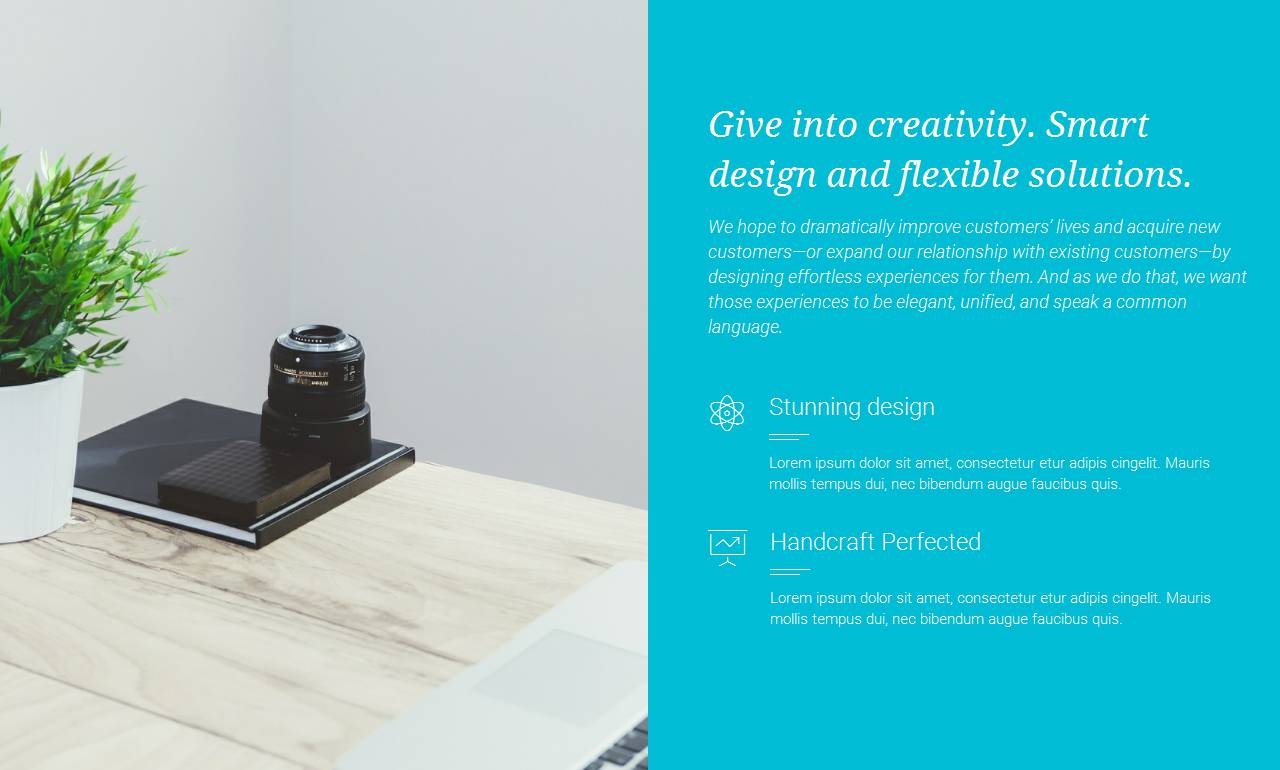 Give into creativity. Smart
design and flexible solutions.
We hope to dramatically improve customers’ lives and acquire new
customers—or expand our relationship with existing customers—by
designing effortless experiences for them. And as we do that, we want
those experiences to be elegant, unified, and speak a common
language.
Stunning design
Lorem ipsum dolor sit amet, consectetur etur adipis cingelit. Mauris
mollis tempus dui, nec bibendum augue faucibus quis.
Handcraft Perfected
Lorem ipsum dolor sit amet, consectetur etur adipis cingelit. Mauris
mollis tempus dui, nec bibendum augue faucibus quis.